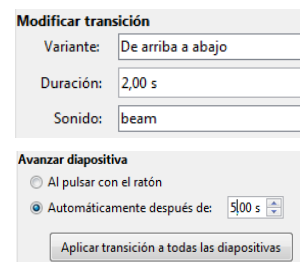 Modificar transición
Variante: De arriba a abajo
Duración: 2,00 s
Sonido: beam
Avanzar diapositiva
Al pulsar con el ratón
Automáticamente después de: 5,00 s
Aplicar transición a todas las diapositivas